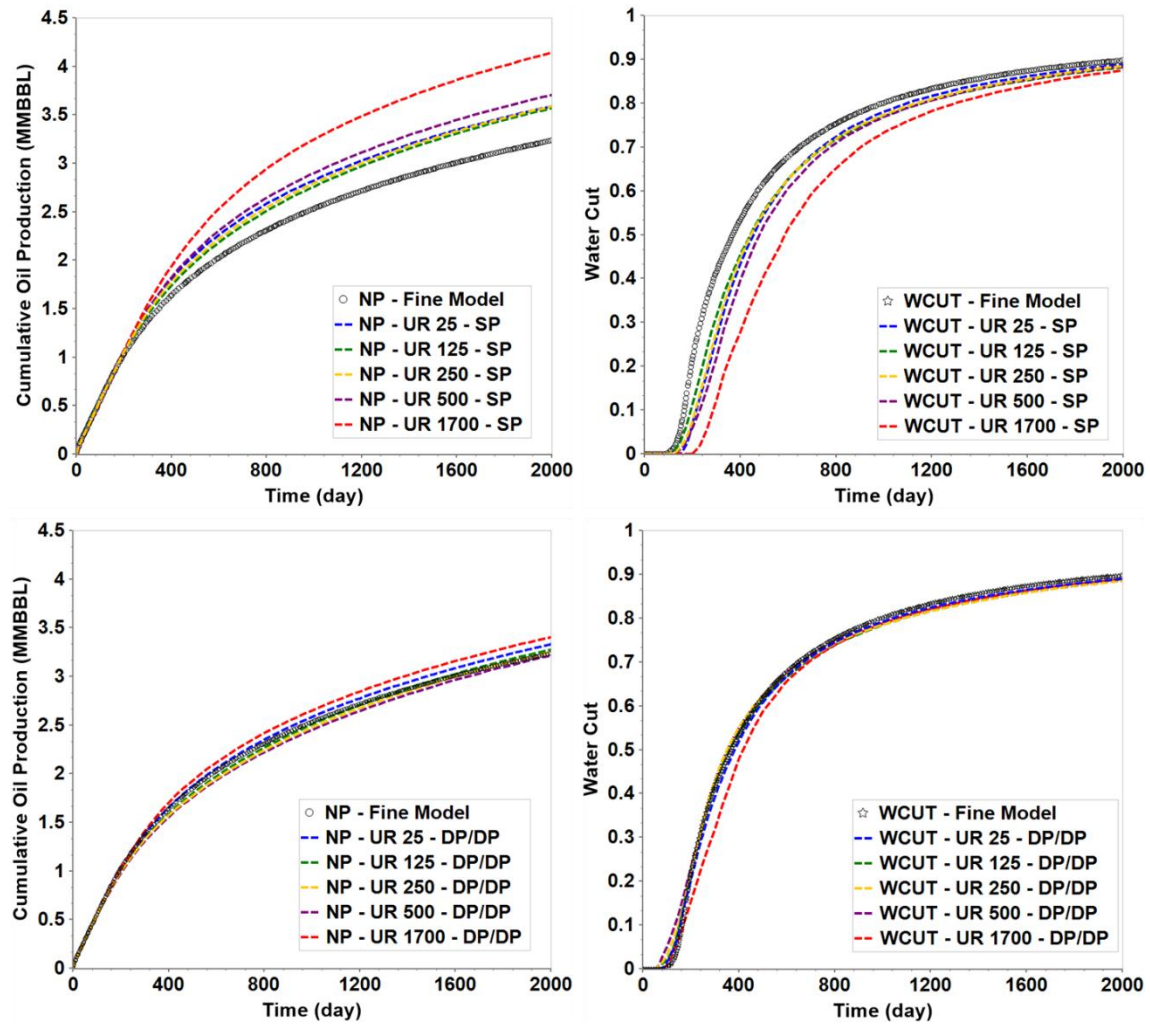 Cumulative Oil Production (MMBBL)
4.5
4
3.5
3
2.5
2
1.5
1
0.5
0
0 400 800 1200 1600 2000
Time (day)
NP - Fine Model
NP - UR 25 - SP
NP - UR 125 - SP
NP - UR 250 - SP
NP - UR 500 - SP
NP - UR 1700 - SP
Water Cut
1
0.9
0.8
0.7
0.6
0.5
0.4
0.3
0.2
0.1
0
0 400 800 1200 1600 2000
Time (day)
WCUT - Fine Model
WCUT - UR 25 - SP
WCUT - UR 125 - SP
WCUT - UR 250 - SP
WCUT - UR 500 - SP
WCUT - UR 1700 - SP
Cumulative Oil Production (MMBBL)
4.5
4
3.5
3
2.5
2
1.5
1
0.5
0
0 400 800 1200 1600 2000
Time (day)
NP - Fine Model
NP - UR 25 - DP/DP
NP - UR 125 - DP/DP
NP - UR 250 - DP/DP
NP - UR 500 - DP/DP
NP - UR 1700 - DP/DP
Water Cut
1
0.9
0.8
0.7
0.6
0.5
0.4
0.3
0.2
0.1
0
0 400 800 1200 1600 2000
Time (day)
WCUT - Fine Model
WCUT - UR 25 - DP/DP
WCUT - UR 125 - DP/DP
WCUT - UR 250 - DP/DP
WCUT - UR 500 - DP/DP
WCUT - UR 1700 - DP/DP